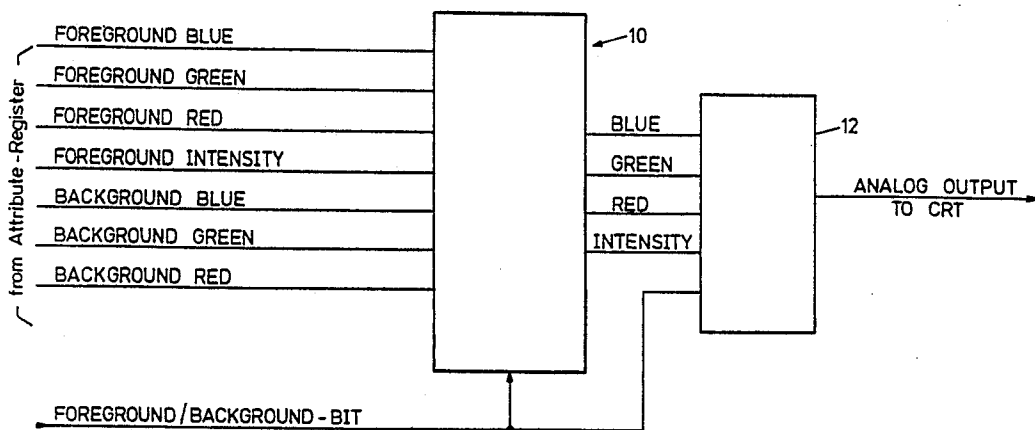 from Attribute-Register
FOREGROUND BLUE
FOREGROUND GREEN
FOREGROUND RED
FOREGROUND INTENSITY
BACKGROUND BLUE
BACKGROUND GREEN
BACKGROUND RED
FOREGROUND/BACKGROUND-BIT
10
BLUE
GREEN
RED
INTENSITY
12
ANALOG OUTPUT
TO CRT